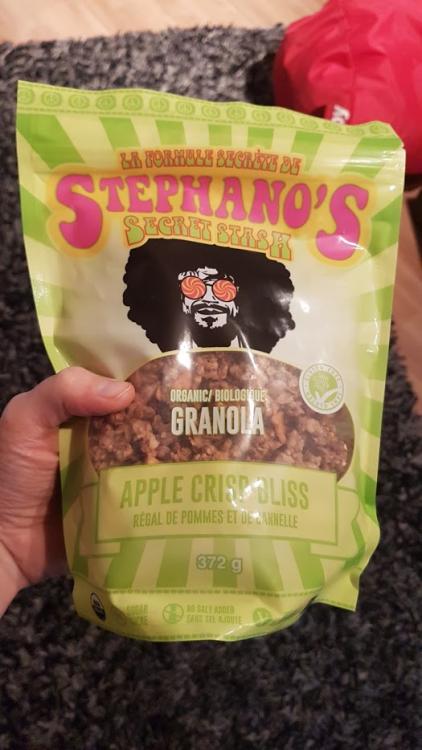 LA FORMULE SECRÈTE DE
STEPHANO'S
SECRET STASH
ORGANIC/ BIOLOGIQUE
GRANOLA
APPLE CRISP BLISS
RÉGAL DE POMMES ET DE CANNELLE
372 g
SUGAR
NO SALT ADDED
SANS SEL AJOUTÉ